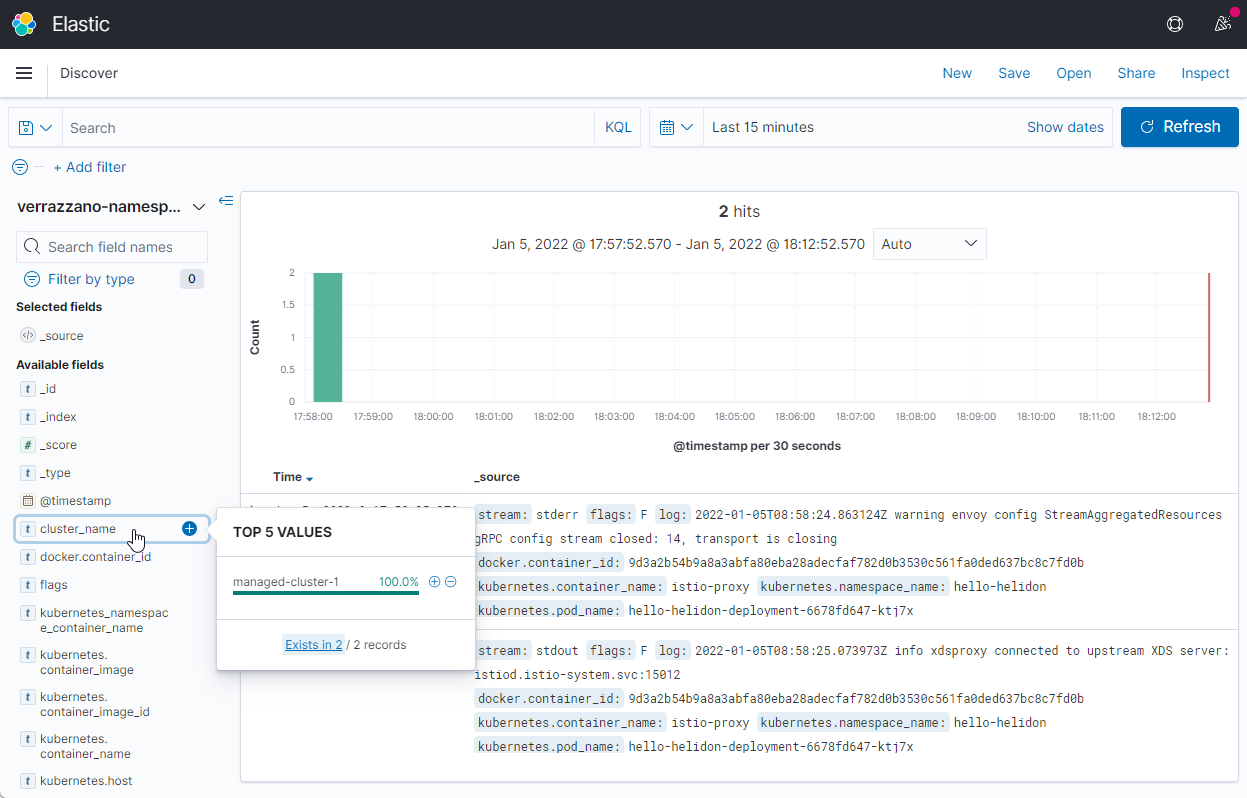 Elastic
Discover
New Save Open Share Inspect
Search KQL
Last 15 minutes Show dates
Refresh
+ Add filter
verrazzano-namesp...
Search field names
Filter by type 0
Selected fields
_source
Available fields
t _id
t _index
# _score
t _type
@timestamp
t cluster_name
t docker.container_id
t flags
t kubernetes_namespac
e_container_name
t kubernetes.
container_image
t kubernetes.
container_image_id
t kubernetes.
container_name
t kubernetes.host
2 hits
Jan 5, 2022 @ 17:57:52.570 - Jan 5, 2022 @ 18:12:52.570 Auto
Count
2
1.5
1
0.5
0
17:58:00 17:59:00 18:00:00 18:01:00 18:02:00 18:03:00 18:04:00 18:05:00 18:06:00 18:07:00 18:08:00 18:09:00 18:10:00 18:11:00 18:12:00
@timestamp per 30 seconds
Time _source
TOP 5 VALUES
managed-cluster-1 100.0%
Exists in 2 / 2 records
stream: stderr flags: F log: 2022-01-05T08:58:24.863124Z warning envoy config StreamAggregatedResources
gRPC config stream closed: 14, transport is closing
docker.container_id: 9d3a2b54b9a8a3abfa80eba28adecfaf782d0b3530c561fa0ded637bc8c7fd0b
kubernetes.container_name: istio-proxy kubernetes.namespace_name: hello-helidon
kubernetes.pod_name: hello-helidon-deployment-6678fd647-ktj7x
stream: stdout flags: F log: 2022-01-05T08:58:25.073973Z info xdsproxy connected to upstream XDS server:
istiod.istio-system.svc:15012
docker.container_id: 9d3a2b54b9a8a3abfa80eba28adecfaf782d0b3530c561fa0ded637bc8c7fd0b
kubernetes.container_name: istio-proxy kubernetes.namespace_name: hello-helidon
kubernetes.pod_name: hello-helidon-deployment-6678fd647-ktj7x